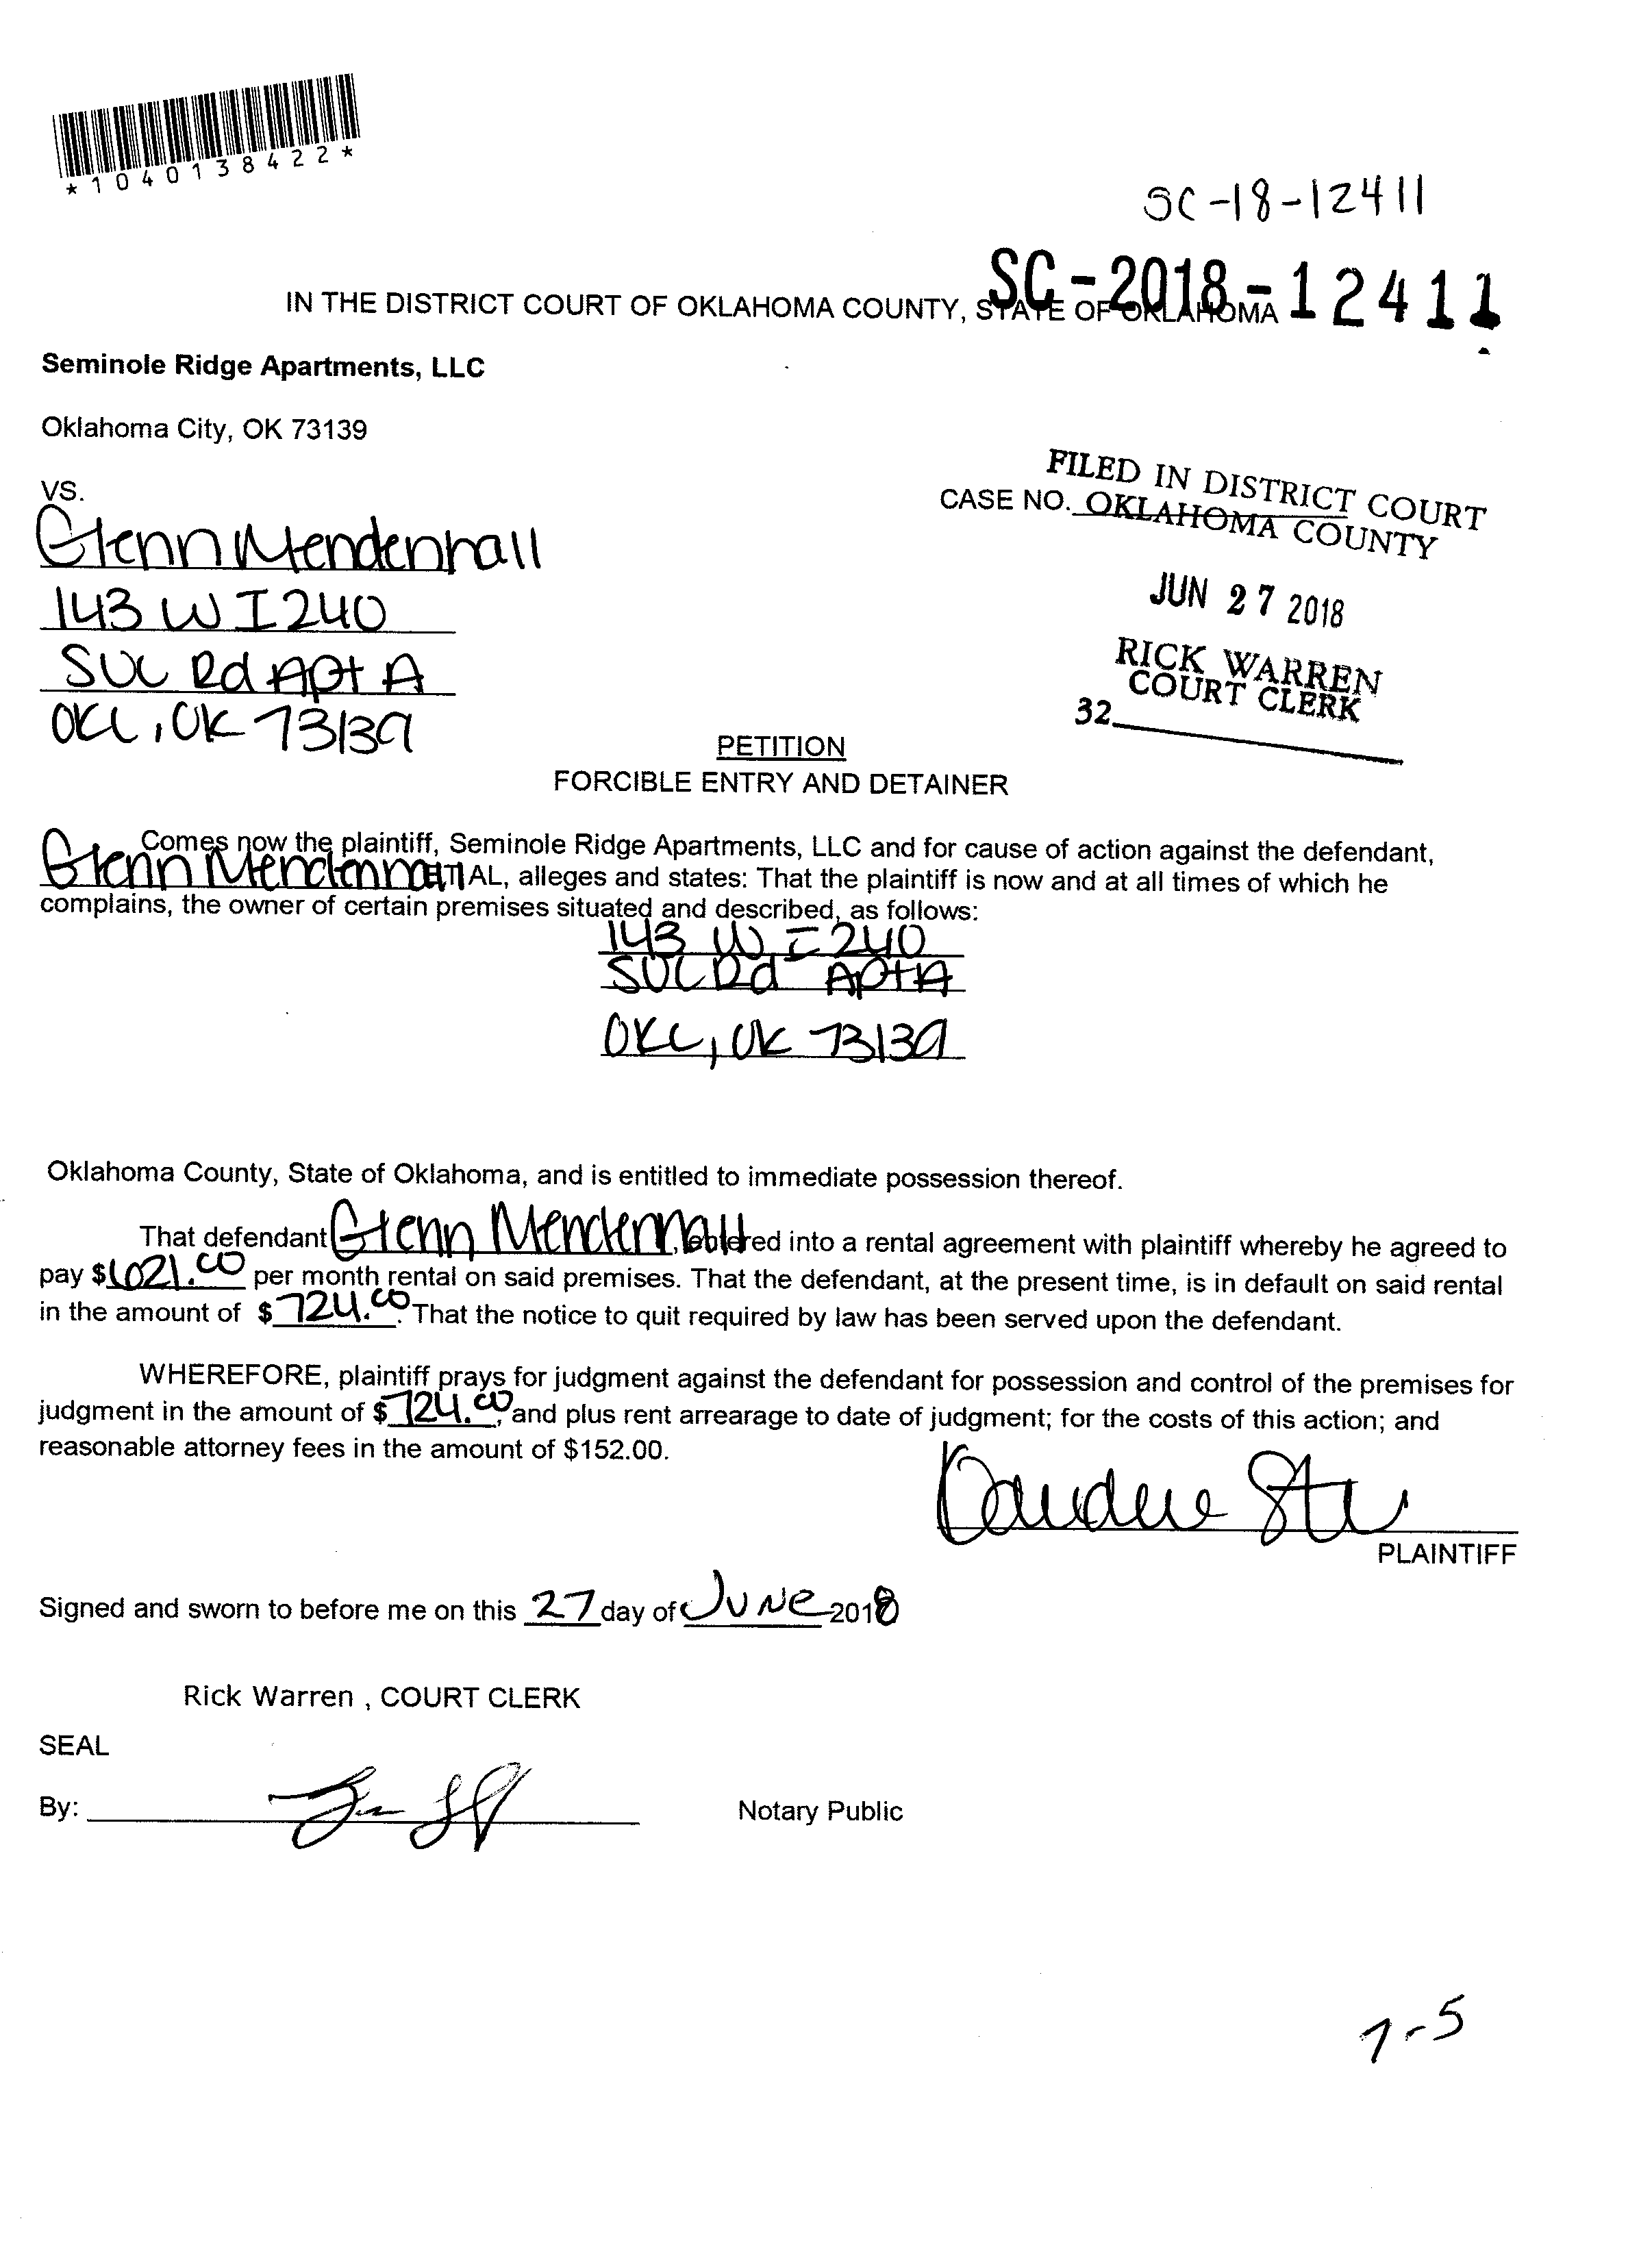 *1040138422*
SC-18-12411
SC-2018-12411
IN THE DISTRICT COURT OF OKLAHOMA COUNTY, STATE OF OKLAHOMA
Seminole Ridge Apartments, LLC
Oklahoma City, OK 73139
VS.
FILED IN DISTRICT COURT
CASE NO. OKLAHOMA COUNTY
Glenn Mendenhall
143 W I 240
SVC Rd Apt A
OKC, OK 73139
JUN 27 2018
RICK WARREN
COURT CLERK
32
PETITION
FORCIBLE ENTRY AND DETAINER
Comes now the plaintiff, Seminole Ridge Apartments, LLC and for cause of action against the defendant,
Glenn Mendenhall ET AL, alleges and states: That the plaintiff is now and at all times of which he
complains, the owner of certain premises situated and described, as follows:
143 W I 240
SVC Rd Apt A
OKC, OK 73139
Oklahoma County, State of Oklahoma, and is entitled to immediate possession thereof.
That defendant Glenn Mendenhall, entered into a rental agreement with plaintiff whereby he agreed to
pay $ .00 per month rental on said premises. That the defendant, at the present time, is in default on said rental
in the amount of $ 724.00. That the notice to quit required by law has been served upon the defendant.
WHEREFORE, plaintiff prays for judgment against the defendant for possession and control of the premises for
judgment in the amount of $ 724.00, and plus rent arrearage to date of judgment; for the costs of this action; and
reasonable attorney fees in the amount of $152.00.
PLAINTIFF
Signed and sworn to before me on this 27 day of JUNE 2018
Rick Warren , COURT CLERK
SEAL
By: Notary Public
7-5